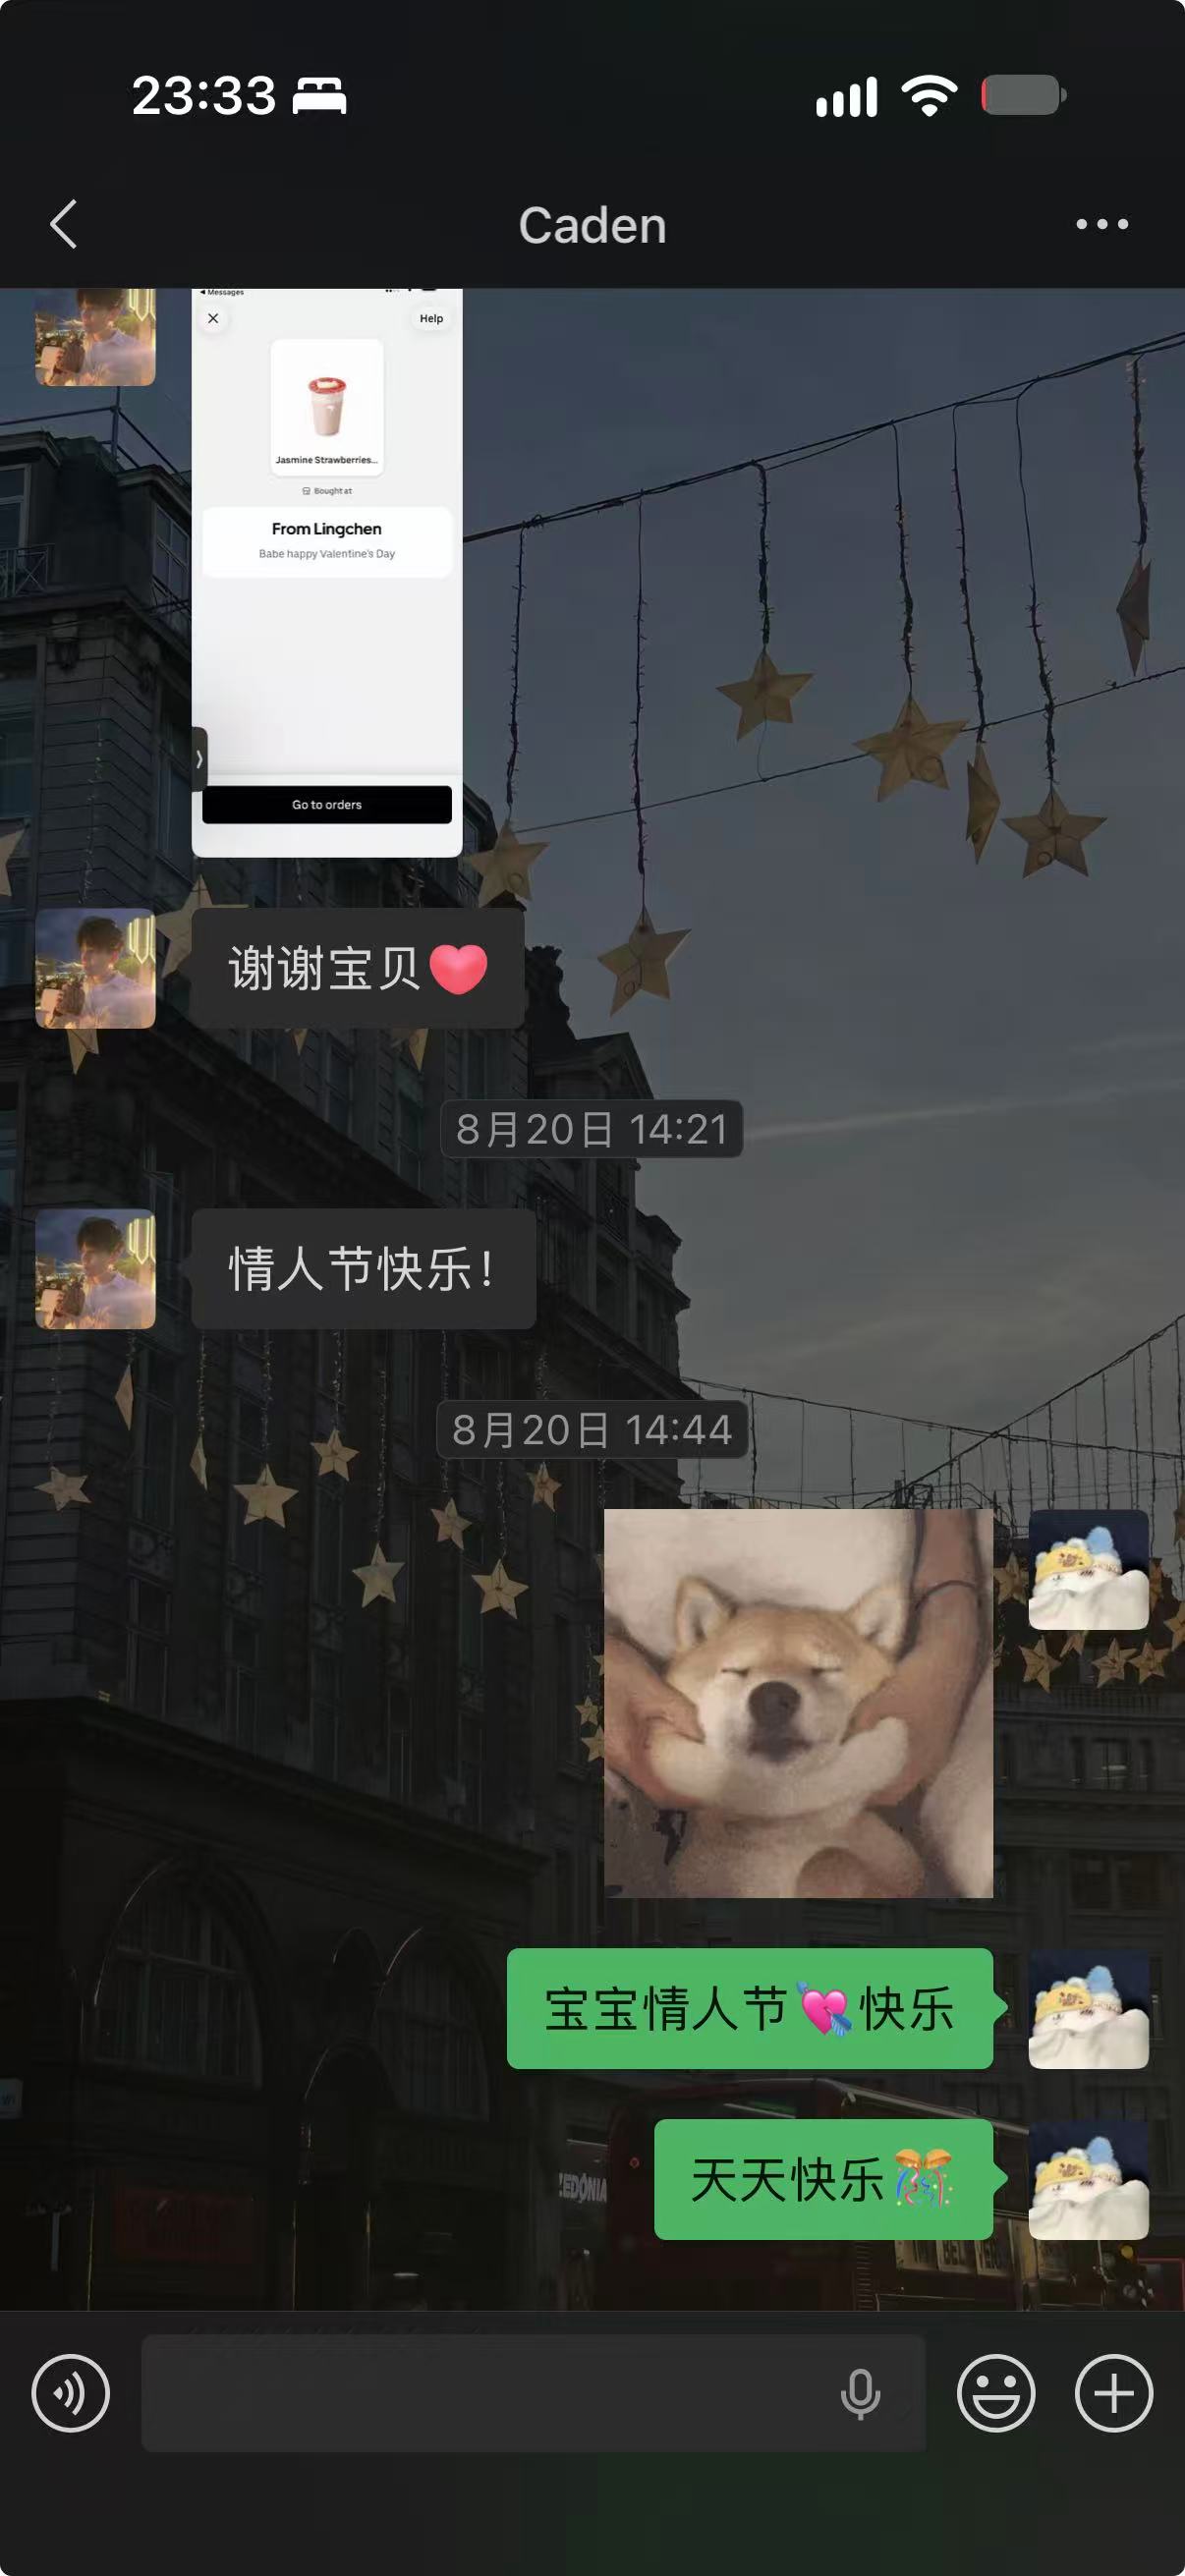 23:33
Caden
Messages
Help
Jasmine Strawberries...
Bought at
From Lingchen
Babe happy Valentine's Day
Go to orders
谢谢宝贝❤️
8月20日 14:21
情人节快乐!
8月20日 14:44
宝宝情人节💘快乐
天天快乐🎊